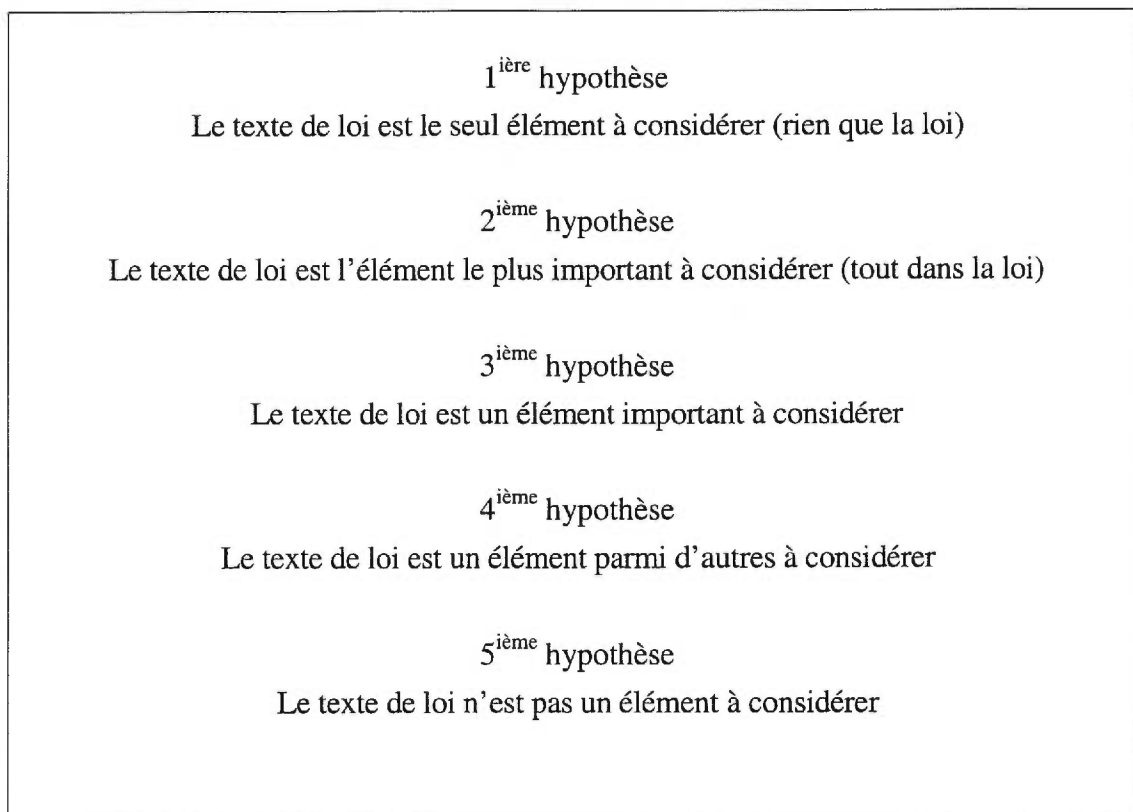 1ière hypothèse
Le texte de loi est le seul élément à considérer (rien que la loi)
2ième hypothèse
Le texte de loi est l'élément le plus important à considérer (tout dans la loi)
3ième hypothèse
Le texte de loi est un élément important à considérer
4ième hypothèse
Le texte de loi est un élément parmi d'autres à considérer
5ième hypothèse
Le texte de loi n'est pas un élément à considérer